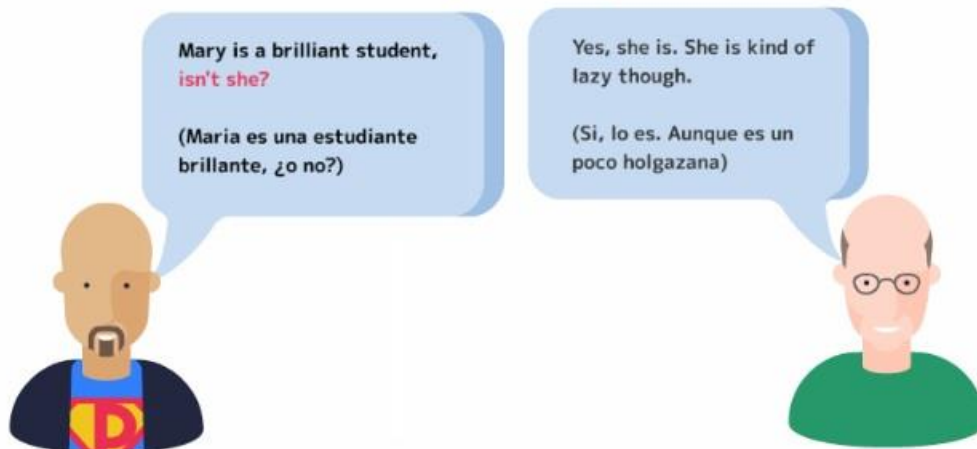 Mary is a brilliant student,
isn't she?
(Maria es una estudiante
brillante, ¿o no?)
Yes, she is. She is kind of
lazy though.
(Si, lo es. Aunque es un
poco holgazana)
D